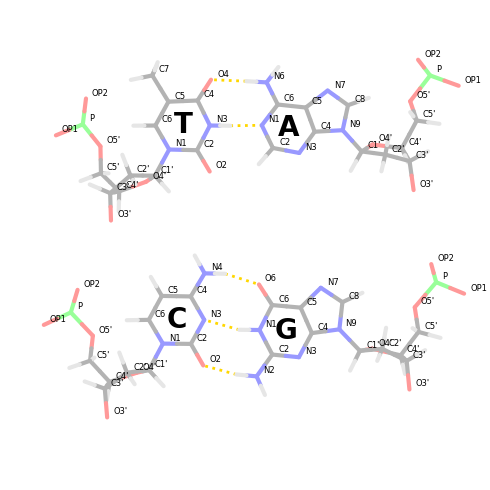 C7 O4 N6 OP2
OP2 C5 C4 C6 C5 N7 C8 P OP1
P C6 T N3 N1 A C4 N9 O5' C5'
OP1 O5' N1 C2 C2 N3 C1' O4' C2' C4' C3'
C5' C2' C1' O2 O3'
C3' C4' O4'
O3'
N4 O6 N7 OP2
OP2 C5 C4 C6 C5 C8 P OP1
P C6 C N3 N1 G C4 N9 O5'
OP1 O5' N1 C2 C2 N3 C5'
C5' C1' O2 N2 C1' O4' C2' C4' C3'
C4' C2' O4'
C3' O3'
O3'